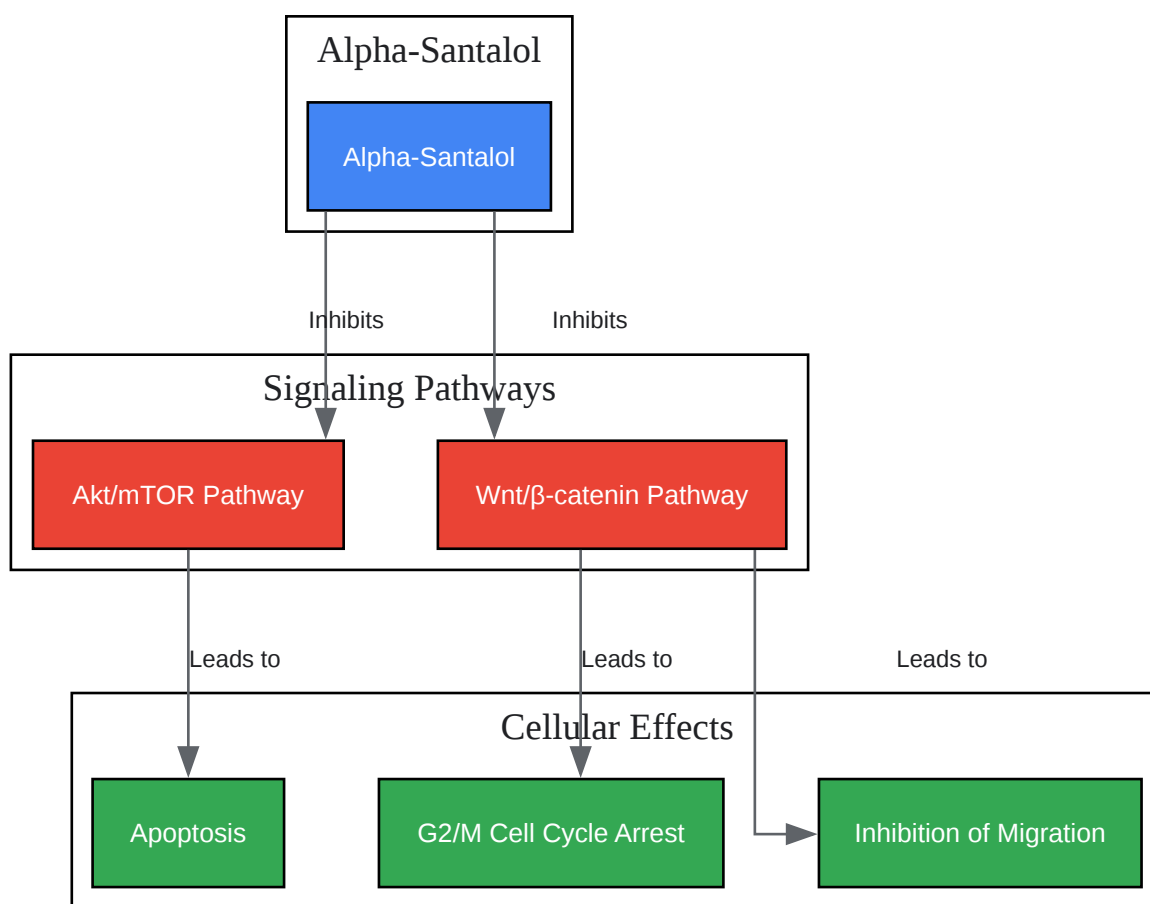 Alpha-Santalol
Alpha-Santalol
Inhibits
Inhibits
Signaling Pathways
Akt/mTOR Pathway
Wnt/β-catenin Pathway
Leads to
Leads to
Leads to
Cellular Effects
Apoptosis
G2/M Cell Cycle Arrest
Inhibition of Migration